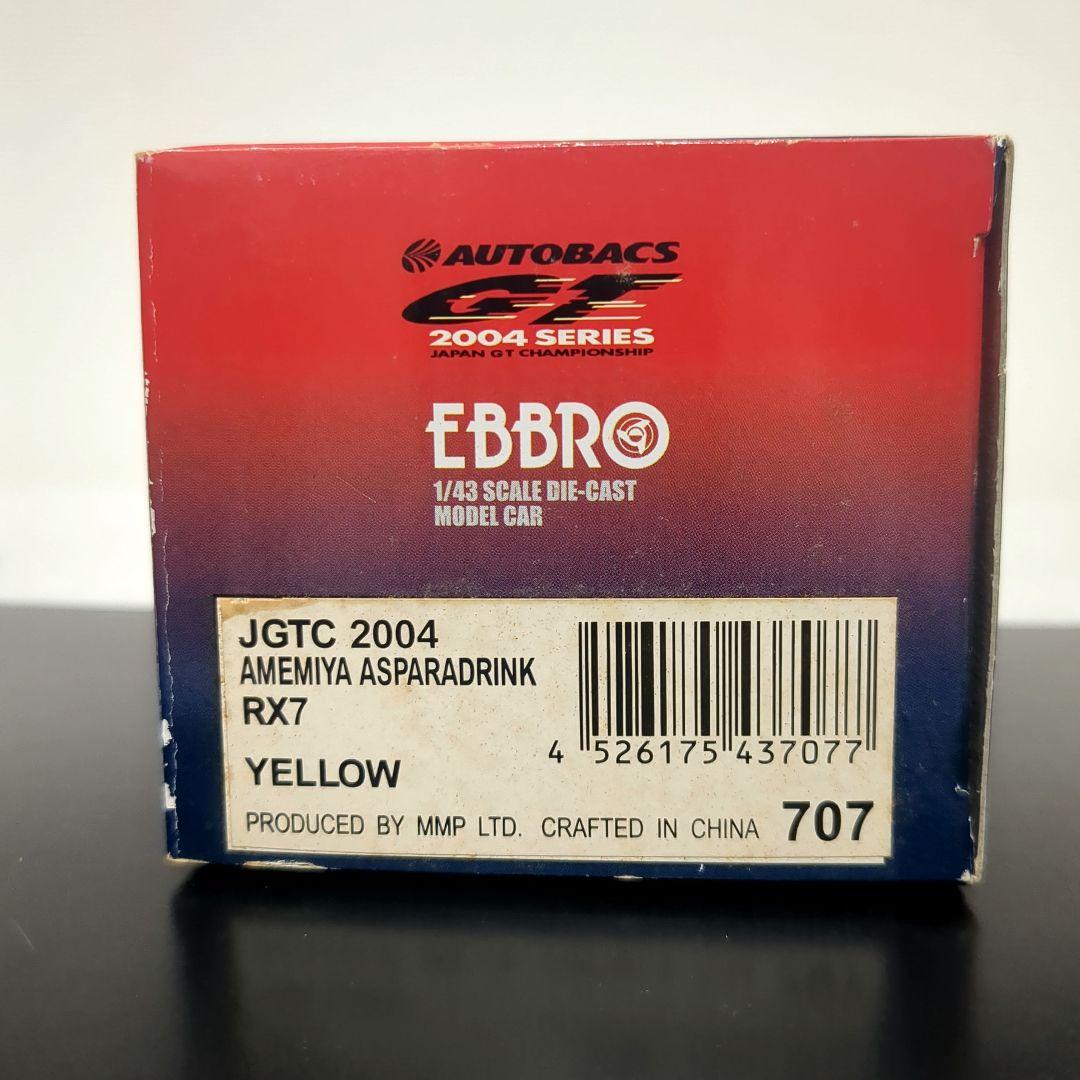 AUTOBACS
GT
2004 SERIES
JAPAN GT CHAMPIONSHIP
EBBRO
1/43 SCALE DIE-CAST
MODEL CAR
JGTC 2004
AMEMIYA ASPARADRINK
RX7
YELLOW
4 526175 437077
PRODUCED BY MMP LTD. CRAFTED IN CHINA 707